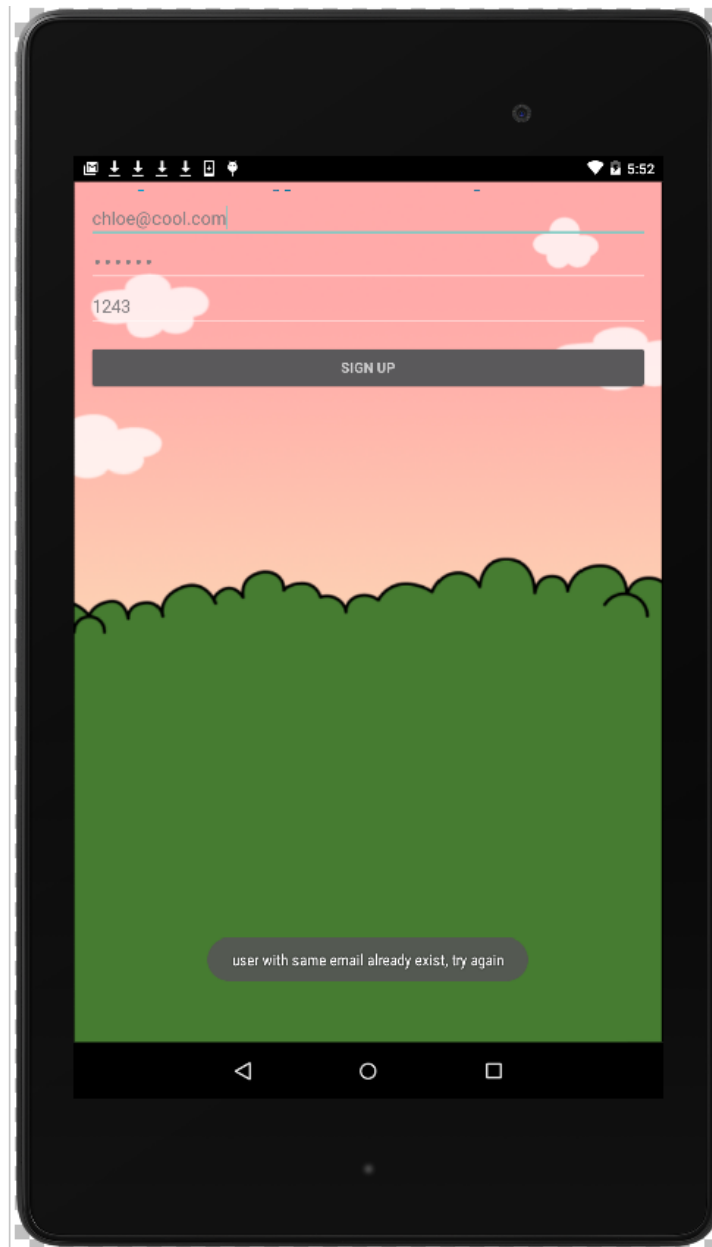 5:52
chloe@cool.com
••••••
1243
SIGN UP
user with same email already exist, try again